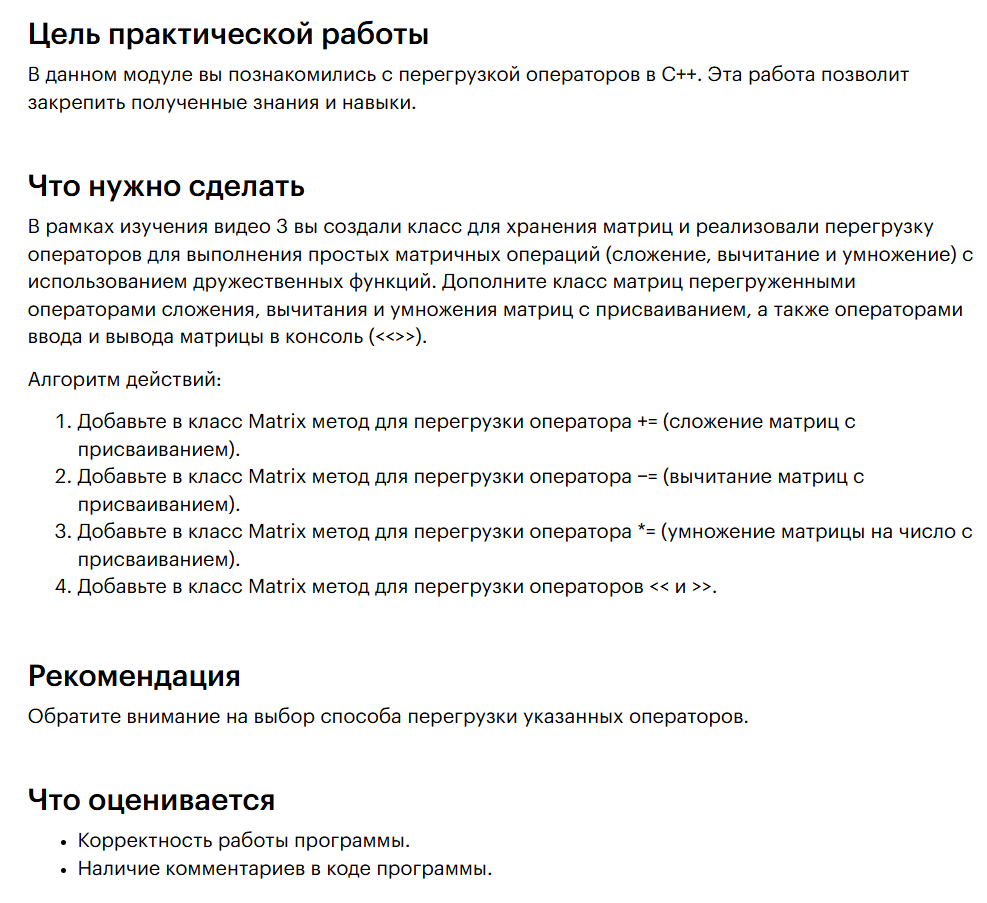 Цель практической работы
В данном модуле вы познакомились с перегрузкой операторов в C++. Эта работа позволит
закрепить полученные знания и навыки.
Что нужно сделать
В рамках изучения видео 3 вы создали класс для хранения матриц и реализовали перегрузку
операторов для выполнения простых матричных операций (сложение, вычитание и умножение) с
использованием дружественных функций. Дополните класс матриц перегруженными
операторами сложения, вычитания и умножения матриц с присваиванием, а также операторами
ввода и вывода матрицы в консоль (<<>>).
Алгоритм действий:
1. Добавьте в класс Matrix метод для перегрузки оператора += (сложение матриц с
присваиванием).
2. Добавьте в класс Matrix метод для перегрузки оператора −= (вычитание матриц с
присваиванием).
3. Добавьте в класс Matrix метод для перегрузки оператора *= (умножение матрицы на число с
присваиванием).
4. Добавьте в класс Matrix метод для перегрузки операторов << и >>.
Рекомендация
Обратите внимание на выбор способа перегрузки указанных операторов.
Что оценивается
• Корректность работы программы.
• Наличие комментариев в коде программы.